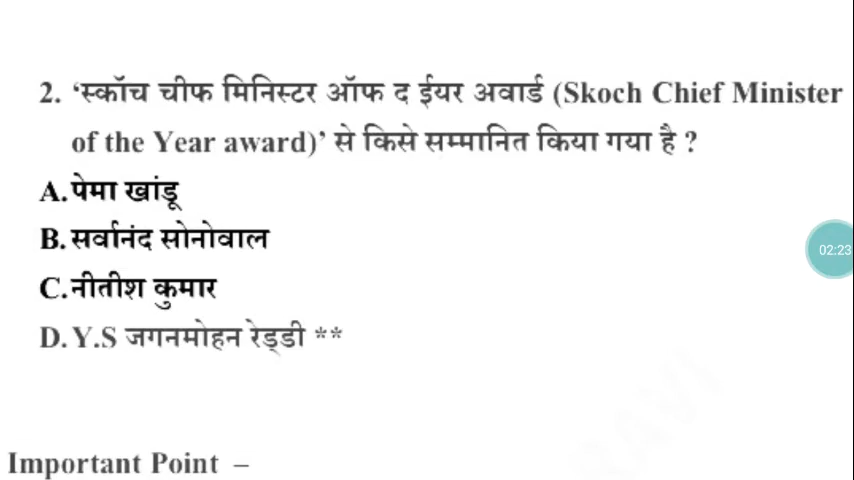 2. ‘स्कॉच चीफ मिनिस्टर ऑफ द ईयर अवार्ड (Skoch Chief Minister
of the Year award)’ से किसे सम्मानित किया गया है ?
A. पेमा खांडू
B. सर्वानंद सोनोवाल
02:23
C. नीतीश कुमार
D. Y.S जगनमोहन रेड्डी **
RAVI
Important Point –